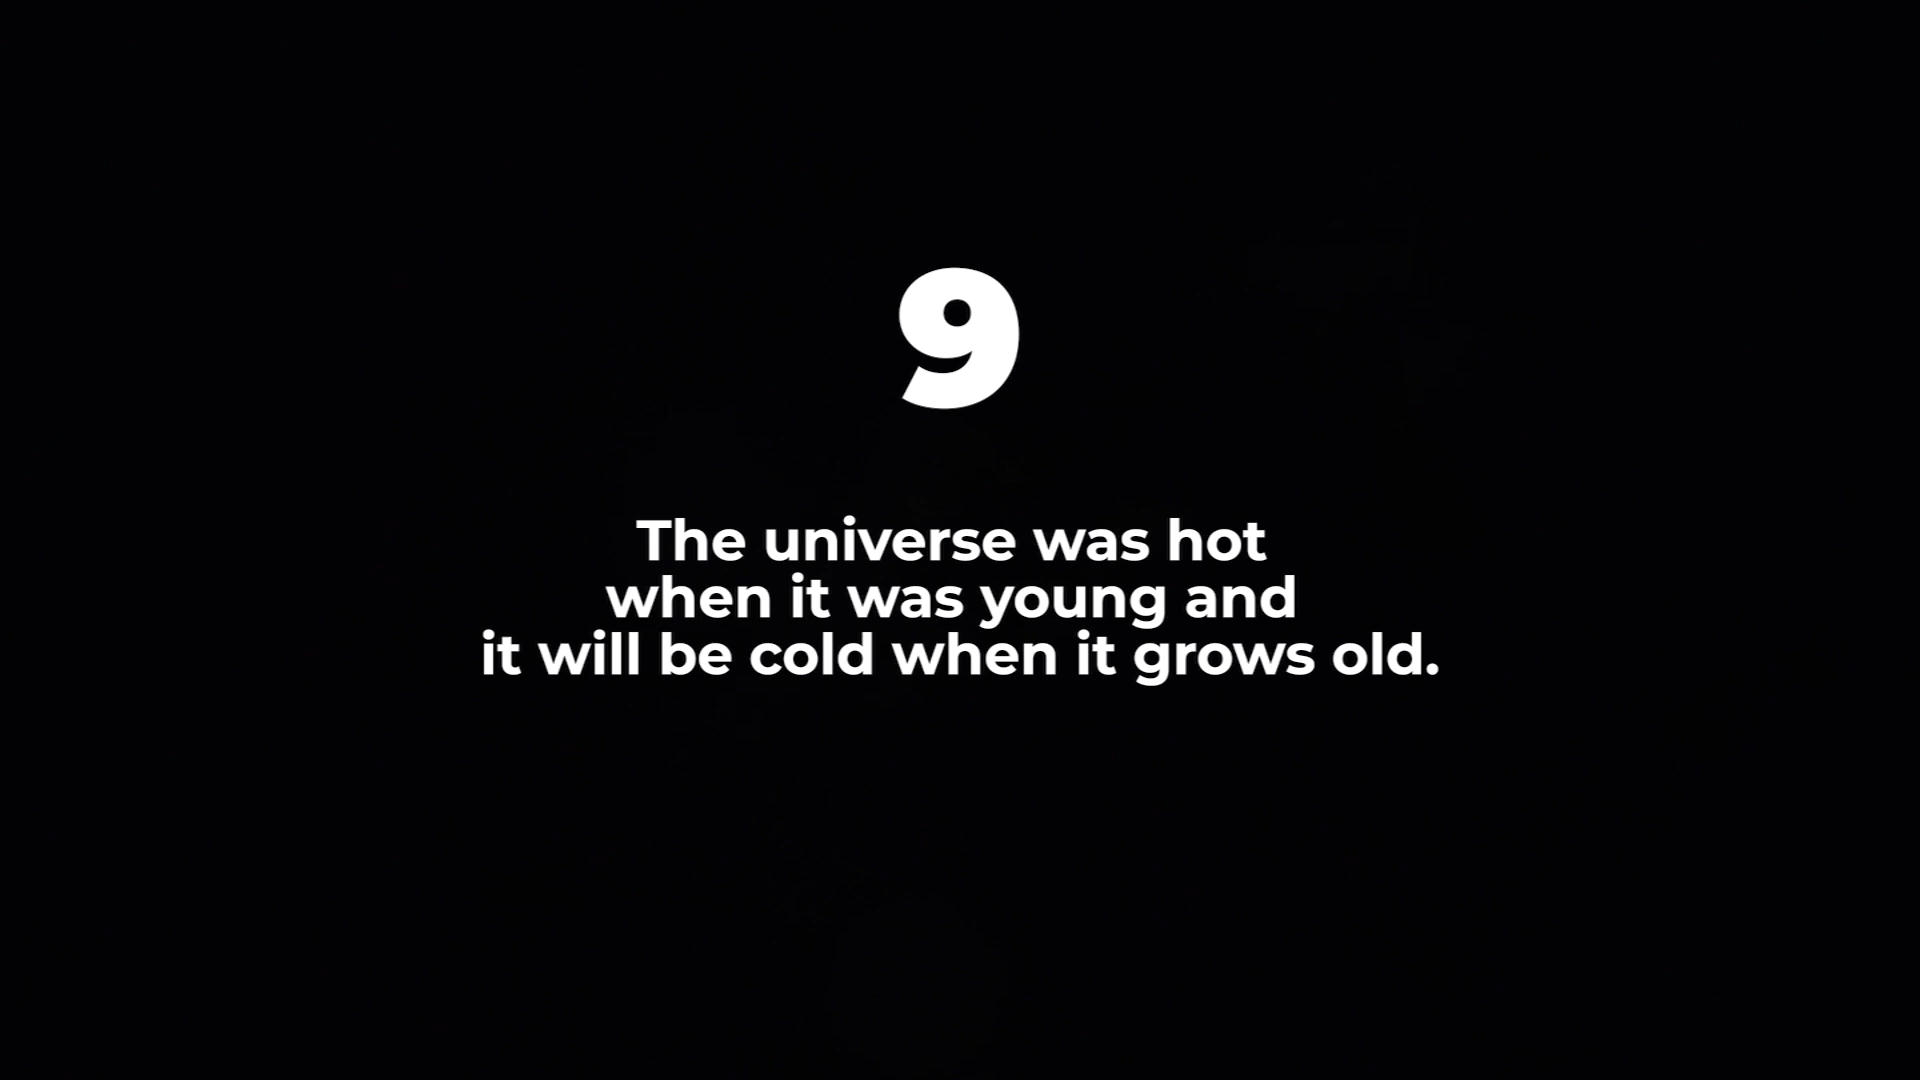 9
The universe was hot
when it was young and
it will be cold when it grows old.